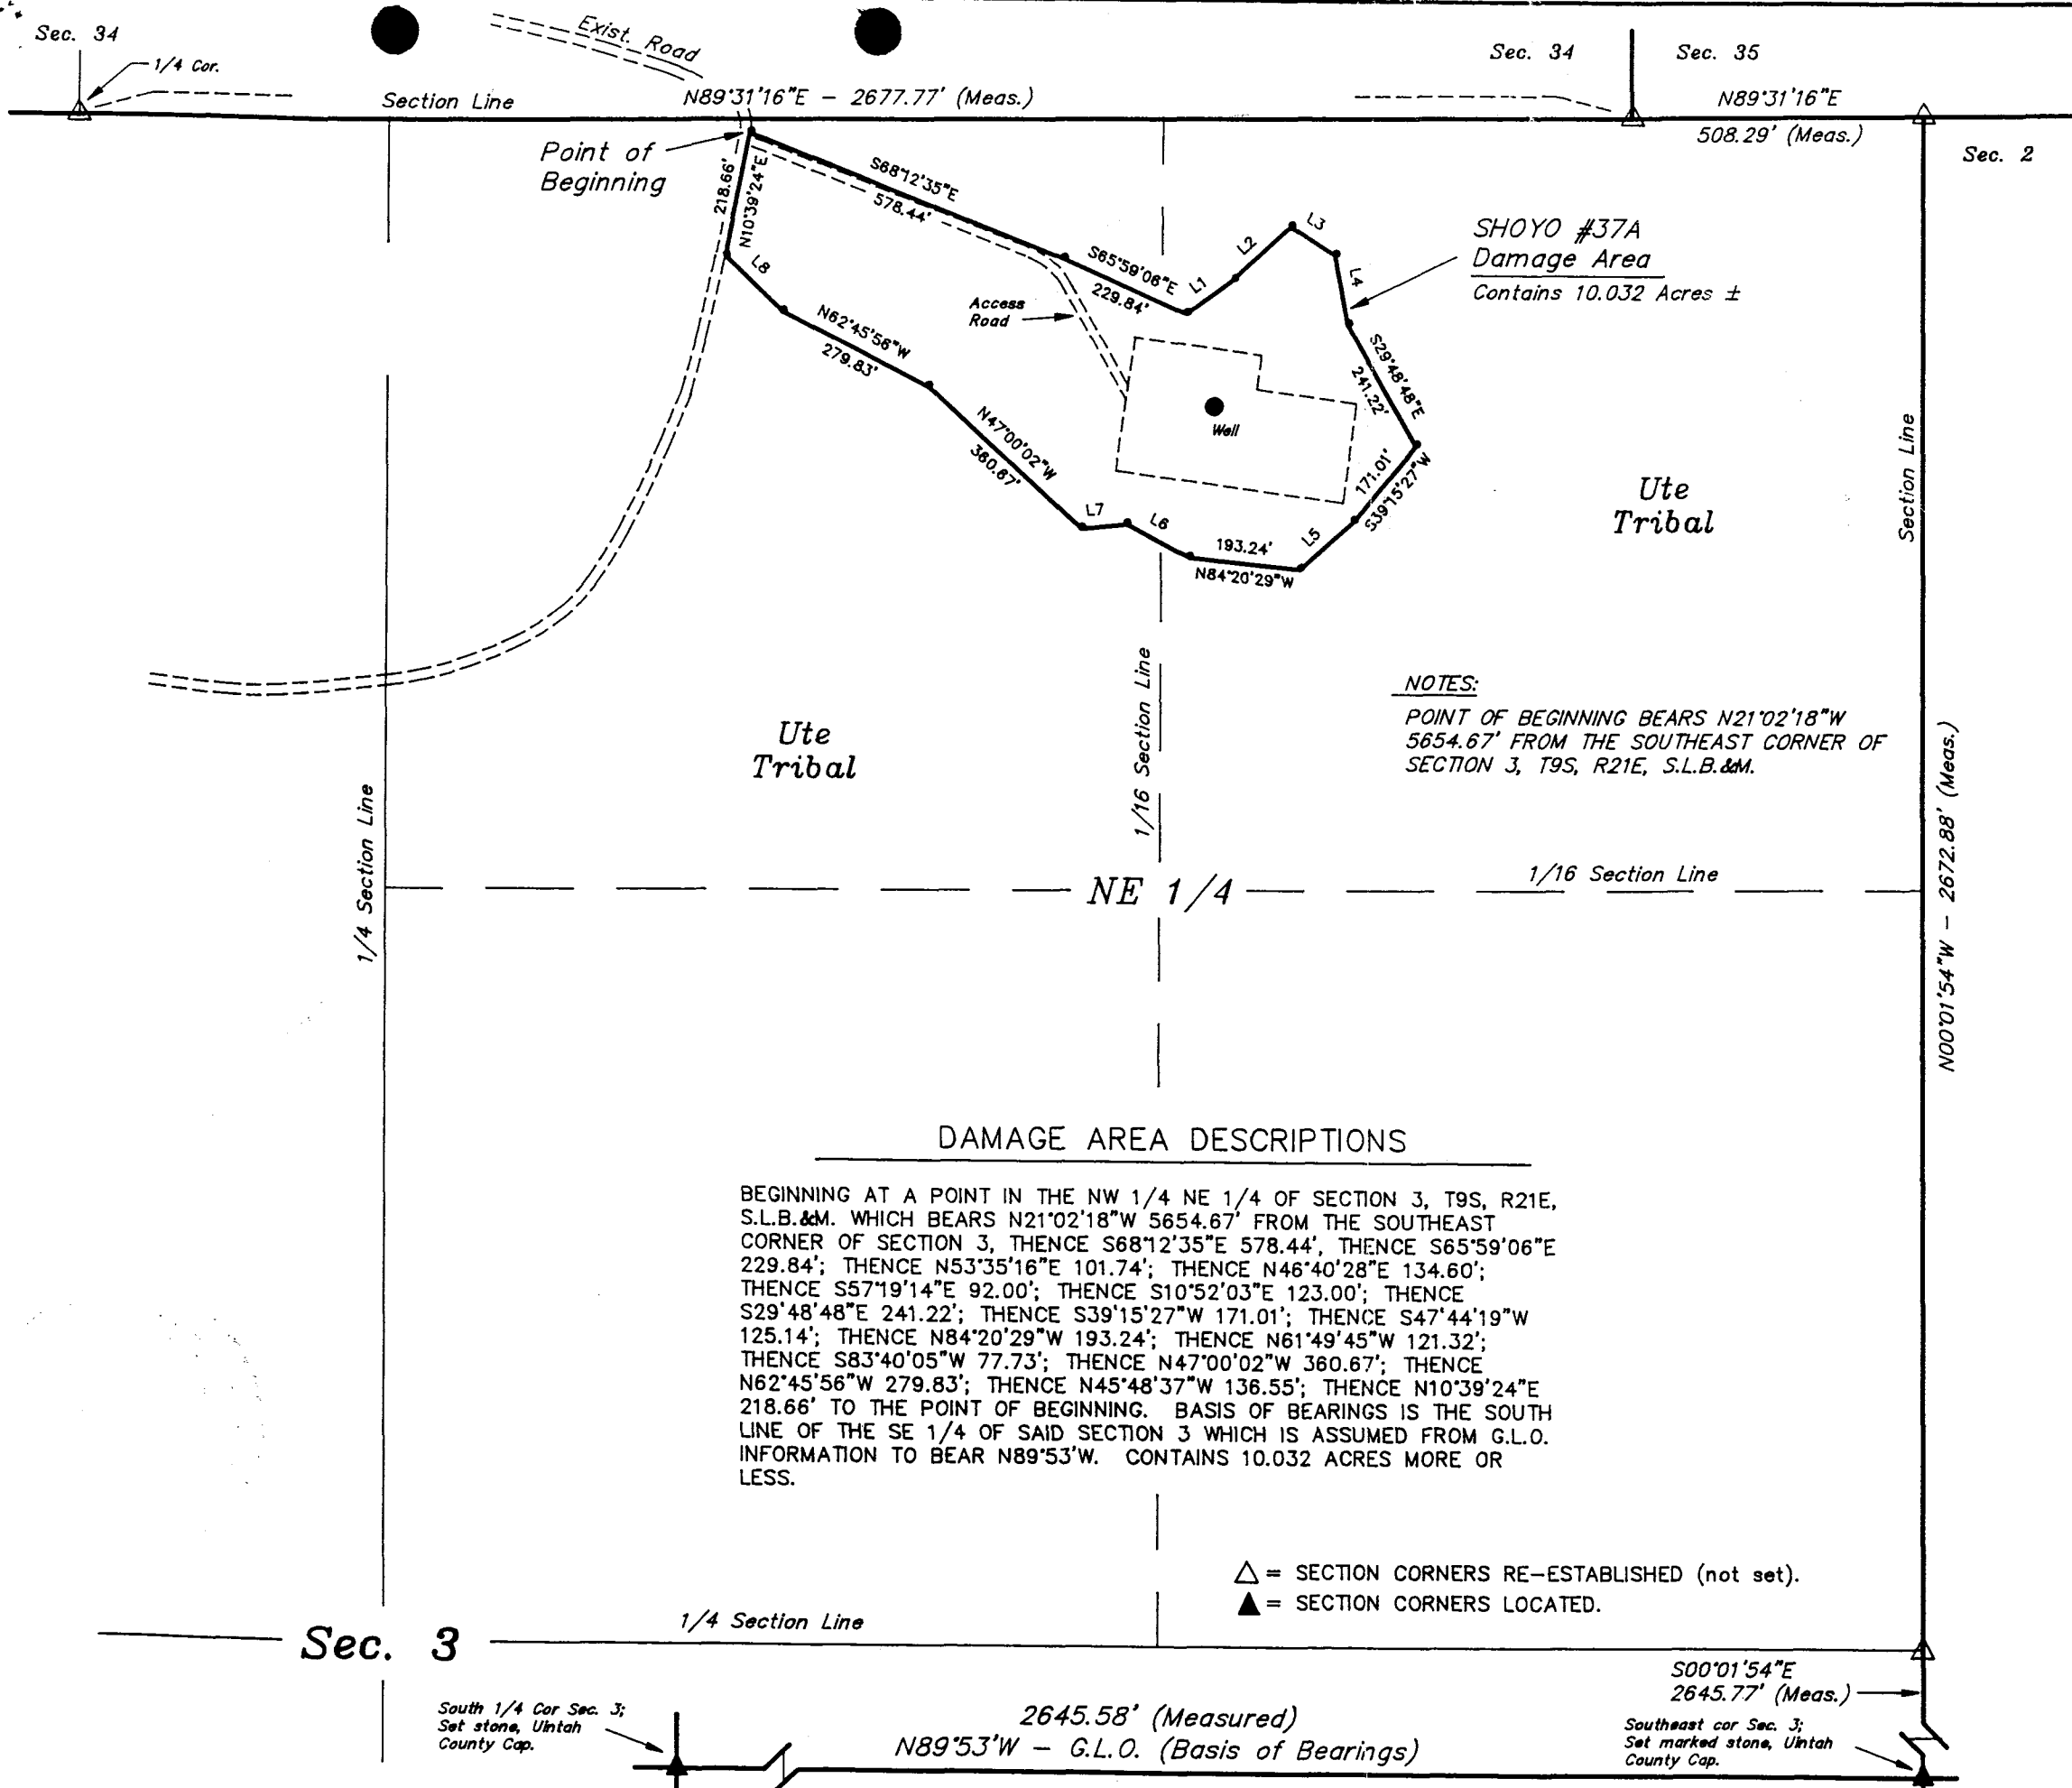 Sec. 34
1/4 Cor.
Exist. Road
Sec. 34
Sec. 35
Section Line
N89°31'16"E - 2677.77' (Meas.)
N89°31'16"E
508.29' (Meas.)
Sec. 2
Point of
Beginning
218.66'
N10°39'24"E
S68°12'35"E
578.44'
S65°59'06"E
229.84'
L1
L2
L3
L4
SHOYO #37A
Damage Area
Contains 10.032 Acres ±
Access
Road
L8
N62°45'56"W
279.83'
S29°48'48"E
241.22'
Well
N47°00'02"W
360.67'
171.01'
S39°15'27"W
L7
L6
L5
193.24'
N84°20'29"W
Ute
Tribal
Section Line
1/16 Section Line
NOTES:
POINT OF BEGINNING BEARS N21°02'18"W
5654.67' FROM THE SOUTHEAST CORNER OF
SECTION 3, T9S, R21E, S.L.B.&M.
Ute
Tribal
1/4 Section Line
N00°01'54"W - 2672.88' (Meas.)
NE 1/4
1/16 Section Line
DAMAGE AREA DESCRIPTIONS
BEGINNING AT A POINT IN THE NW 1/4 NE 1/4 OF SECTION 3, T9S, R21E,
S.L.B.&M. WHICH BEARS N21°02'18"W 5654.67' FROM THE SOUTHEAST
CORNER OF SECTION 3, THENCE S68°12'35"E 578.44', THENCE S65°59'06"E
229.84'; THENCE N53°35'16"E 101.74'; THENCE N46°40'28"E 134.60';
THENCE S57°19'14"E 92.00'; THENCE S10°52'03"E 123.00'; THENCE
S29°48'48"E 241.22'; THENCE S39°15'27"W 171.01'; THENCE S47°44'19"W
125.14'; THENCE N84°20'29"W 193.24'; THENCE N61°49'45"W 121.32';
THENCE S83°40'05"W 77.73'; THENCE N47°00'02"W 360.67'; THENCE
N62°45'56"W 279.83'; THENCE N45°48'37"W 136.55'; THENCE N10°39'24"E
218.66' TO THE POINT OF BEGINNING. BASIS OF BEARINGS IS THE SOUTH
LINE OF THE SE 1/4 OF SAID SECTION 3 WHICH IS ASSUMED FROM G.L.O.
INFORMATION TO BEAR N89°53'W. CONTAINS 10.032 ACRES MORE OR
LESS.
△ = SECTION CORNERS RE-ESTABLISHED (not set).
▲ = SECTION CORNERS LOCATED.
Sec. 3
1/4 Section Line
S00°01'54"E
2645.77' (Meas.)
South 1/4 Cor Sec. 3;
Set stone, Uintah
County Cap.
2645.58' (Measured)
N89°53'W - G.L.O. (Basis of Bearings)
Southeast cor Sec. 3;
Set marked stone, Uintah
County Cap.